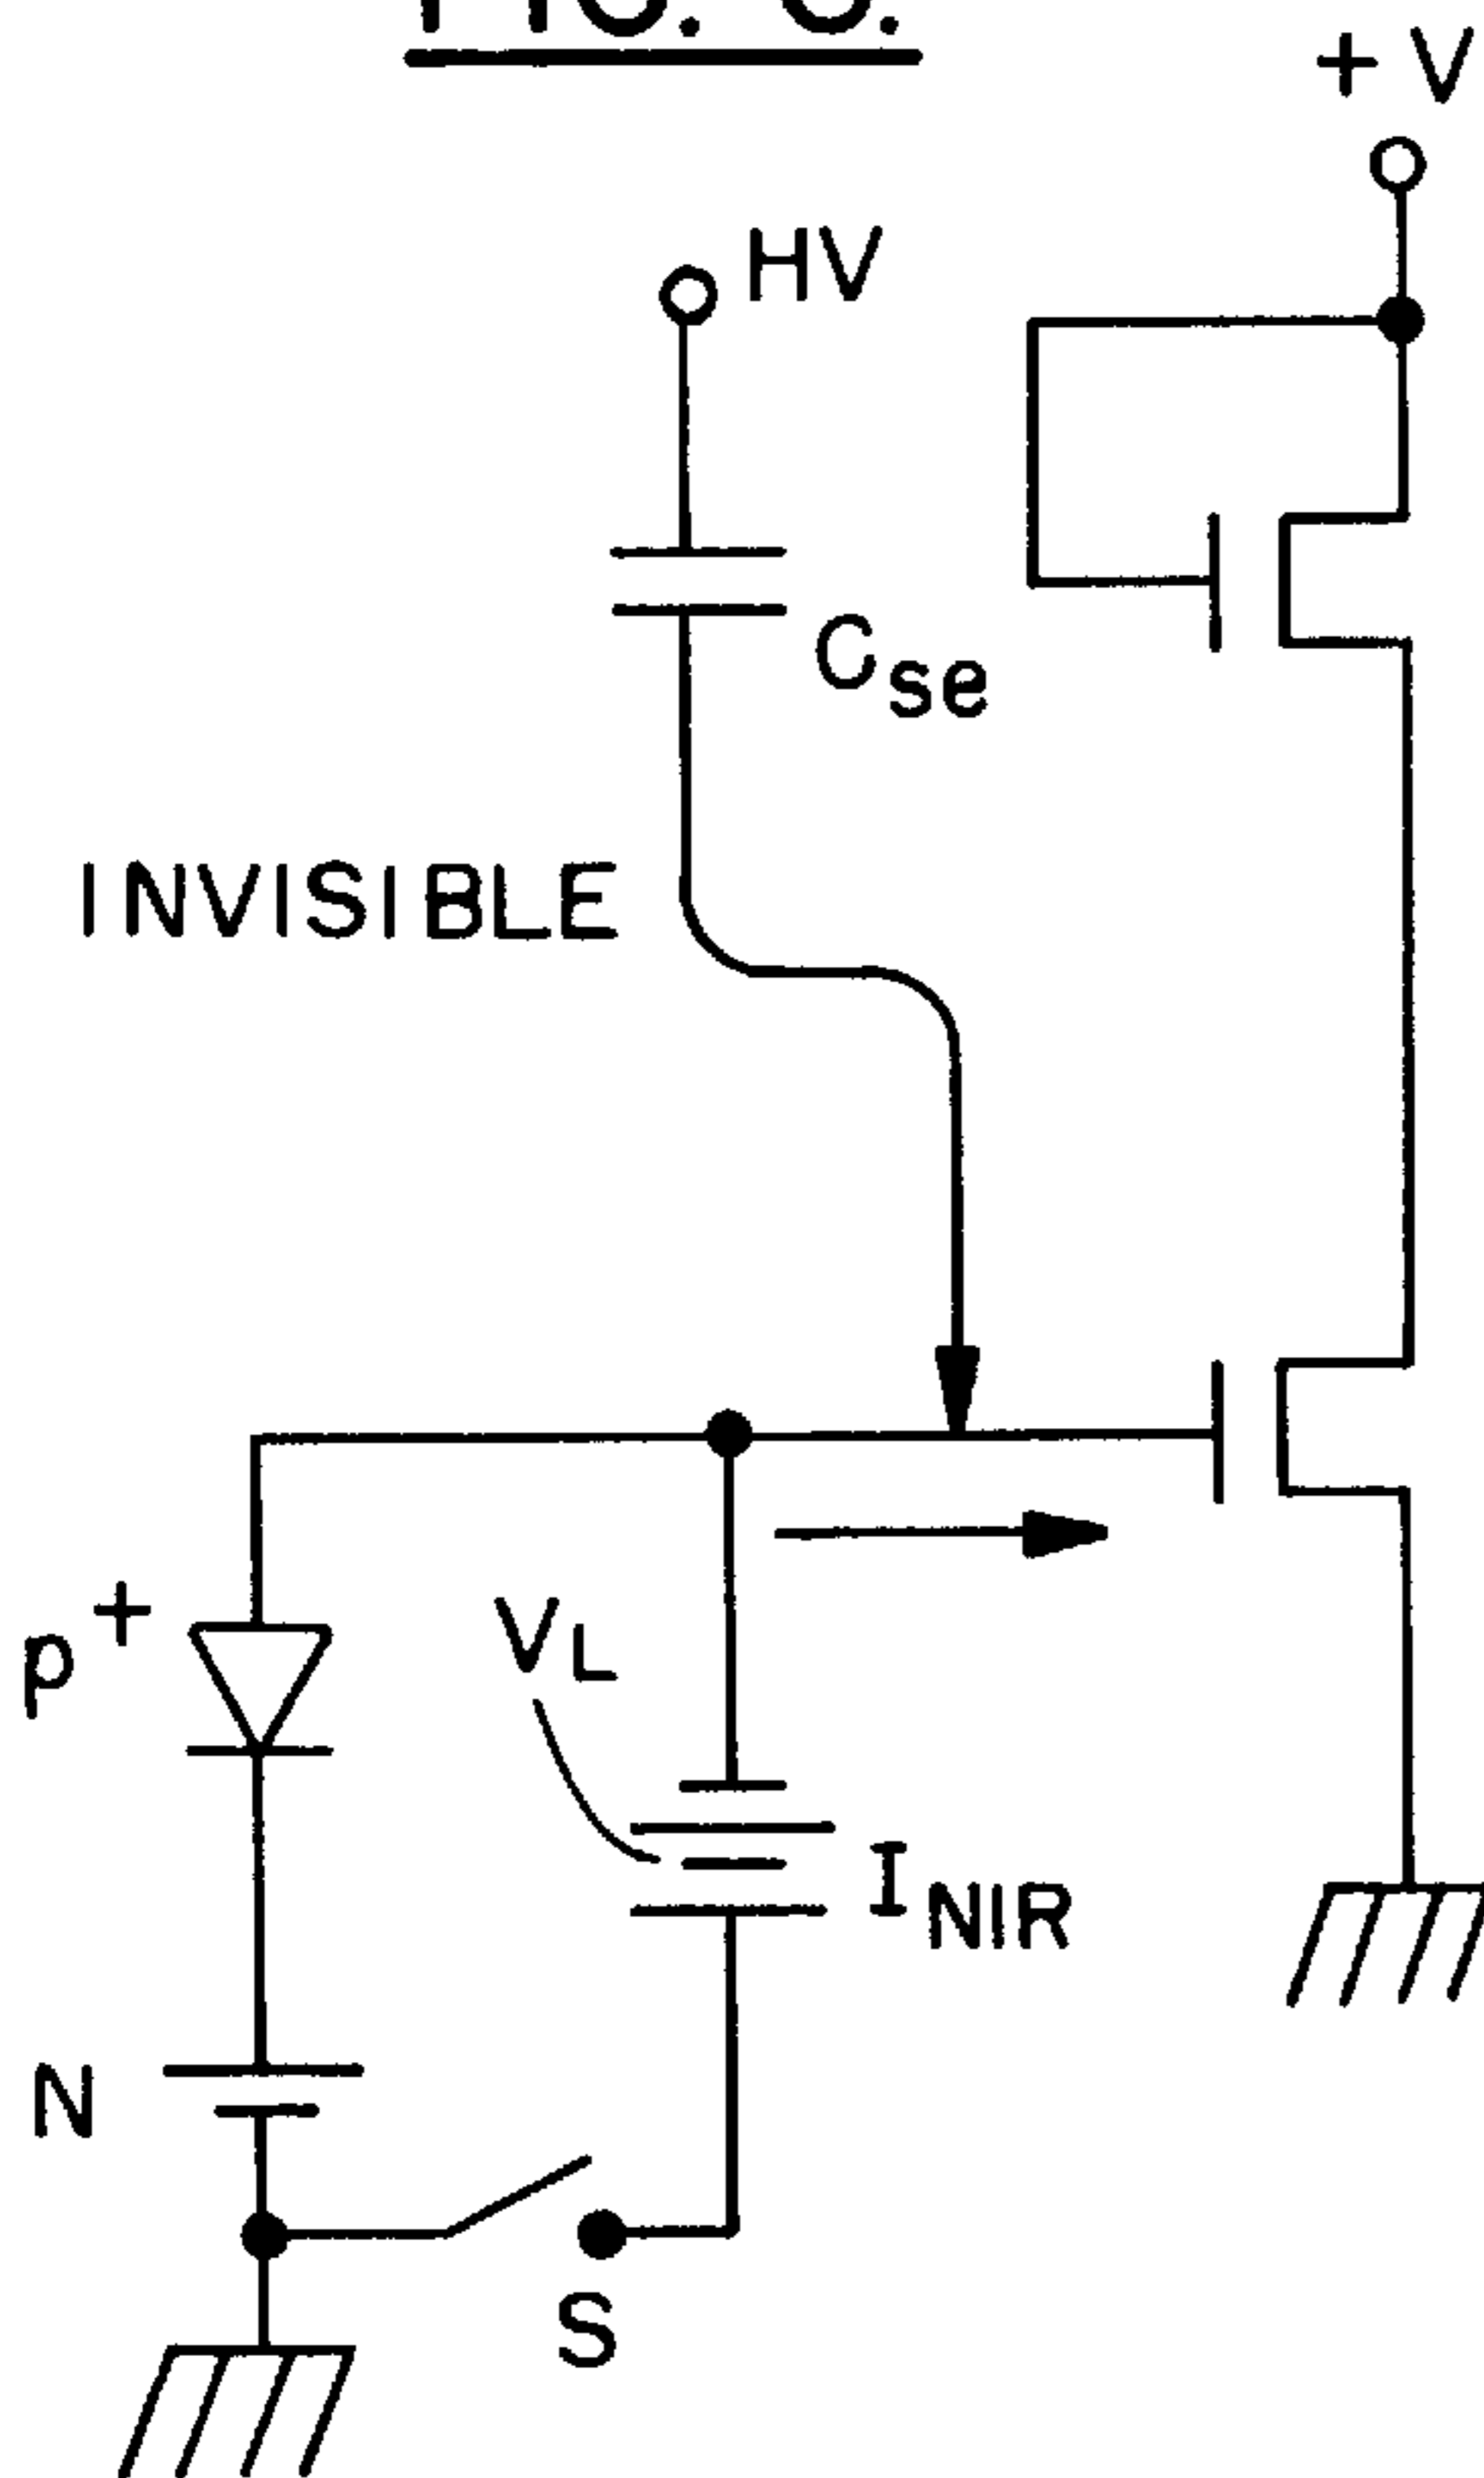 + V
HV
Cse
INVISIBLE
p+
VL
INIR
N
S